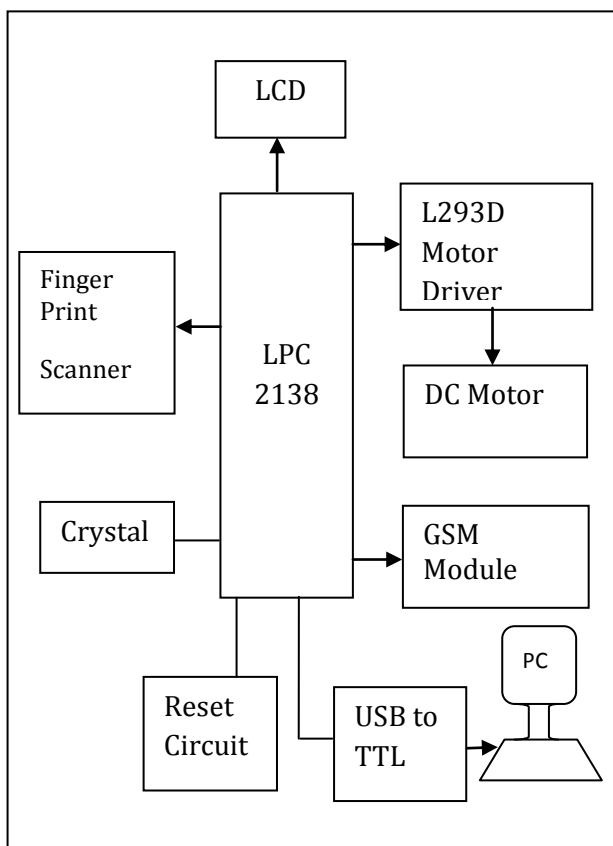 LCD
L293D
Motor
Driver
Finger
Print
Scanner
LPC
2138
DC Motor
Crystal
GSM
Module
PC
Reset
Circuit
USB to
TTL